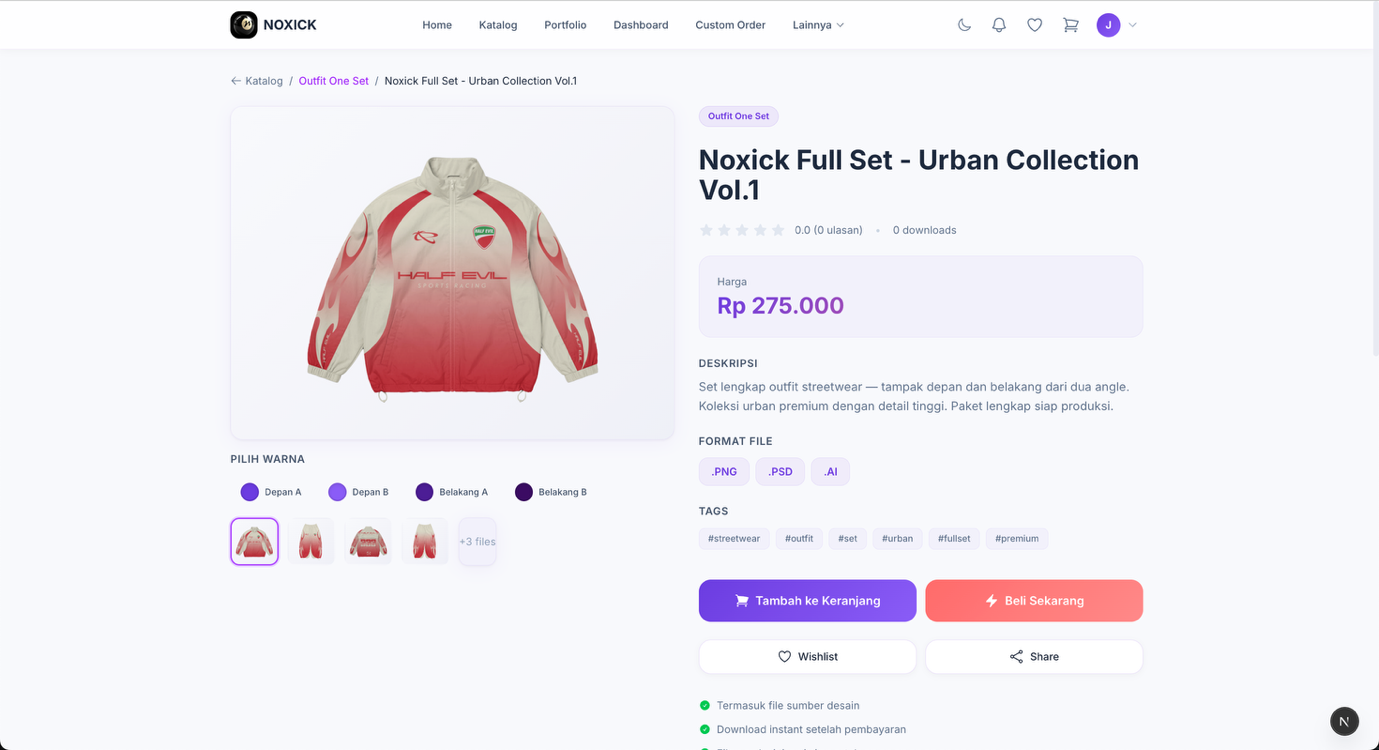 NOXICK
Home Katalog Portfolio Dashboard Custom Order Lainnya
J
← Katalog / Outfit One Set / Noxick Full Set - Urban Collection Vol.1
HALF EVIL
HALF EVIL
SPORTS RACING
PILIH WARNA
Depan A Depan B Belakang A Belakang B
+3 files
Outfit One Set
Noxick Full Set - Urban Collection
Vol.1
0.0 (0 ulasan) • 0 downloads
Harga
Rp 275.000
DESKRIPSI
Set lengkap outfit streetwear — tampak depan dan belakang dari dua angle.
Koleksi urban premium dengan detail tinggi. Paket lengkap siap produksi.
FORMAT FILE
.PNG .PSD .AI
TAGS
#streetwear #outfit #set #urban #fullset #premium
Tambah ke Keranjang Beli Sekarang
Wishlist Share
Termasuk file sumber desain
Download instant setelah pembayaran
N